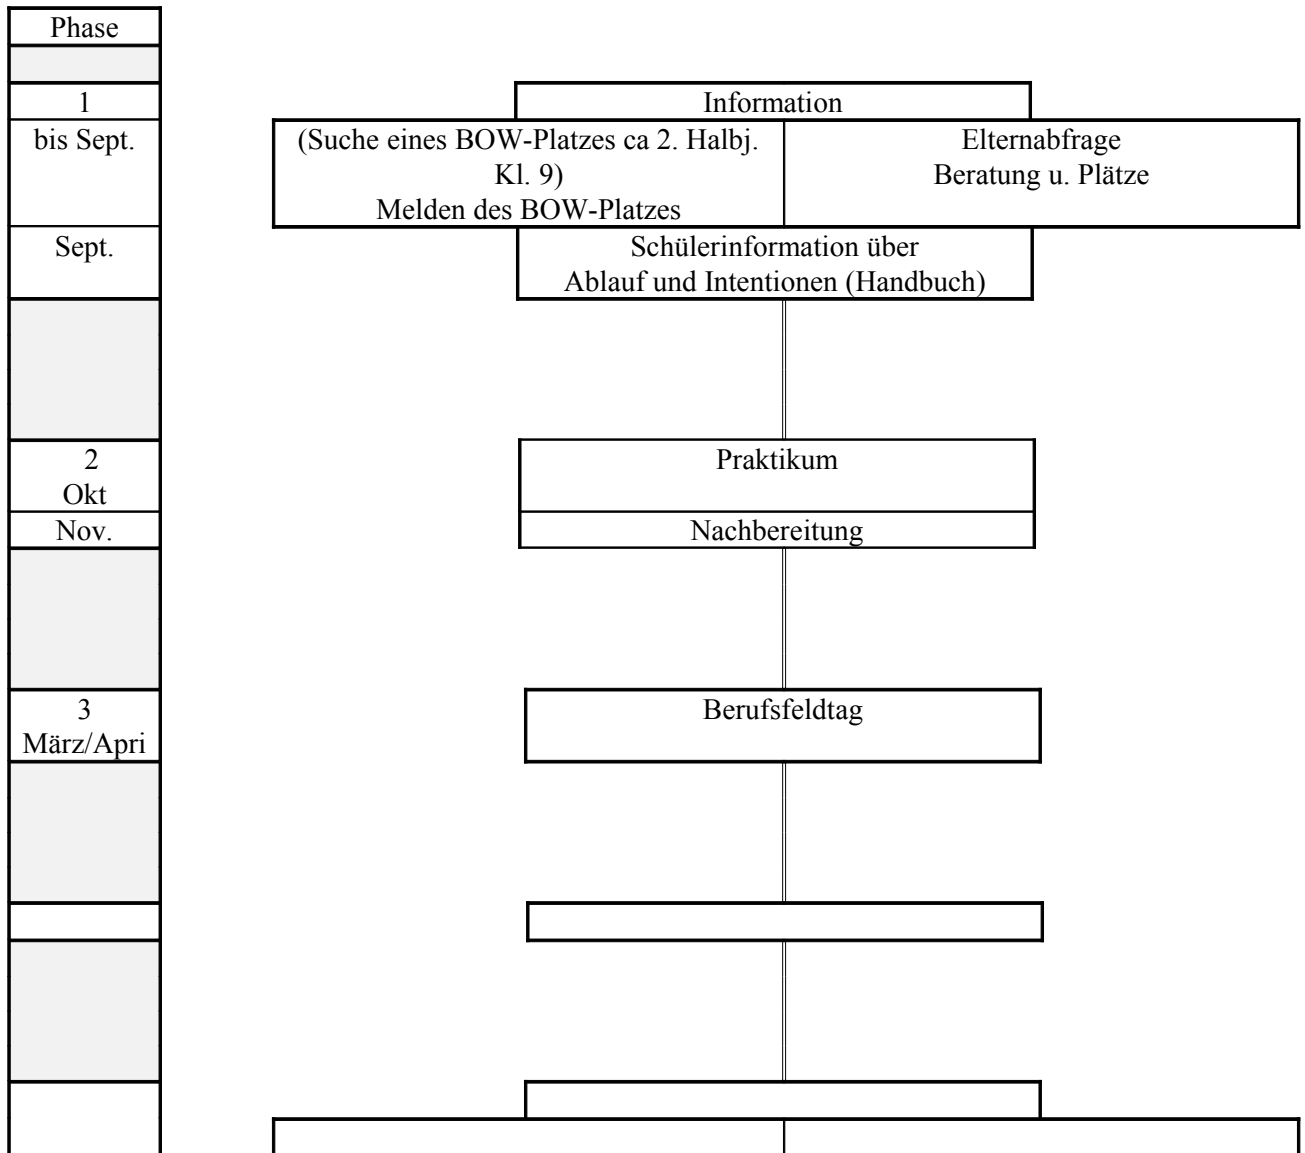 Phase
1
Information
bis Sept.
(Suche eines BOW-Platzes ca 2. Halbj.
Kl. 9)
Melden des BOW-Platzes
Elternabfrage
Beratung u. Plätze
Sept.
Schülerinformation über
Ablauf und Intentionen (Handbuch)
2
Okt
Praktikum
Nov.
Nachbereitung
3
März/Apri
Berufsfeldtag